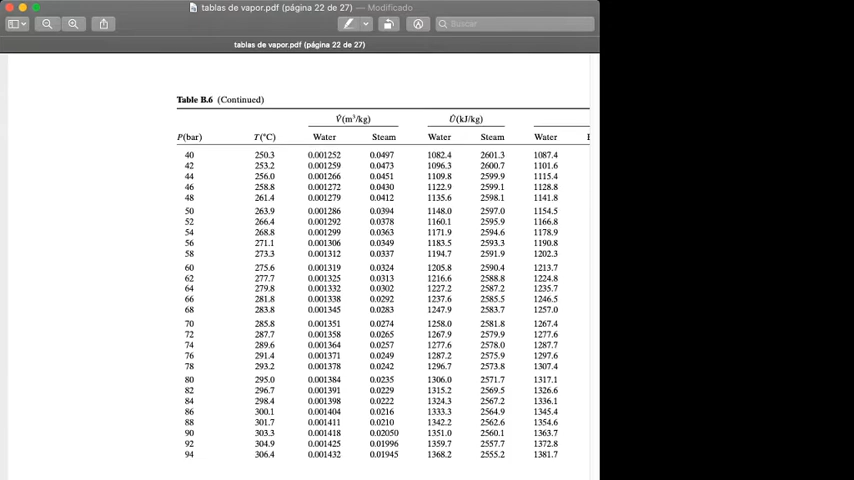 tablas de vapor.pdf (página 22 de 27) — Modificado
Buscar
tablas de vapor.pdf (página 22 de 27)
Table B.6 (Continued)
V̂(m³/kg) Û(kJ/kg)
P(bar) T(°C) Water Steam Water Steam Water
40 250.3 0.001252 0.0497 1082.4 2601.3 1087.4
42 253.2 0.001259 0.0473 1096.3 2600.7 1101.6
44 256.0 0.001266 0.0451 1109.8 2599.9 1115.4
46 258.8 0.001272 0.0430 1122.9 2599.1 1128.8
48 261.4 0.001279 0.0412 1135.6 2598.1 1141.8
50 263.9 0.001286 0.0394 1148.0 2597.0 1154.5
52 266.4 0.001292 0.0378 1160.1 2595.9 1166.8
54 268.8 0.001299 0.0363 1171.9 2594.6 1178.9
56 271.1 0.001306 0.0349 1183.5 2593.3 1190.8
58 273.3 0.001312 0.0337 1194.7 2591.9 1202.3
60 275.6 0.001319 0.0324 1205.8 2590.4 1213.7
62 277.7 0.001325 0.0313 1216.6 2588.8 1224.8
64 279.8 0.001332 0.0302 1227.2 2587.2 1235.7
66 281.8 0.001338 0.0292 1237.6 2585.5 1246.5
68 283.8 0.001345 0.0283 1247.9 2583.7 1257.0
70 285.8 0.001351 0.0274 1258.0 2581.8 1267.4
72 287.7 0.001358 0.0265 1267.9 2579.9 1277.6
74 289.6 0.001364 0.0257 1277.6 2578.0 1287.7
76 291.4 0.001371 0.0249 1287.2 2575.9 1297.6
78 293.2 0.001378 0.0242 1296.7 2573.8 1307.4
80 295.0 0.001384 0.0235 1306.0 2571.7 1317.1
82 296.7 0.001391 0.0229 1315.2 2569.5 1326.6
84 298.4 0.001398 0.0222 1324.3 2567.2 1336.1
86 300.1 0.001404 0.0216 1333.3 2564.9 1345.4
88 301.7 0.001411 0.0210 1342.2 2562.6 1354.6
90 303.3 0.001418 0.02050 1351.0 2560.1 1363.7
92 304.9 0.001425 0.01996 1359.7 2557.7 1372.8
94 306.4 0.001432 0.01945 1368.2 2555.2 1381.7